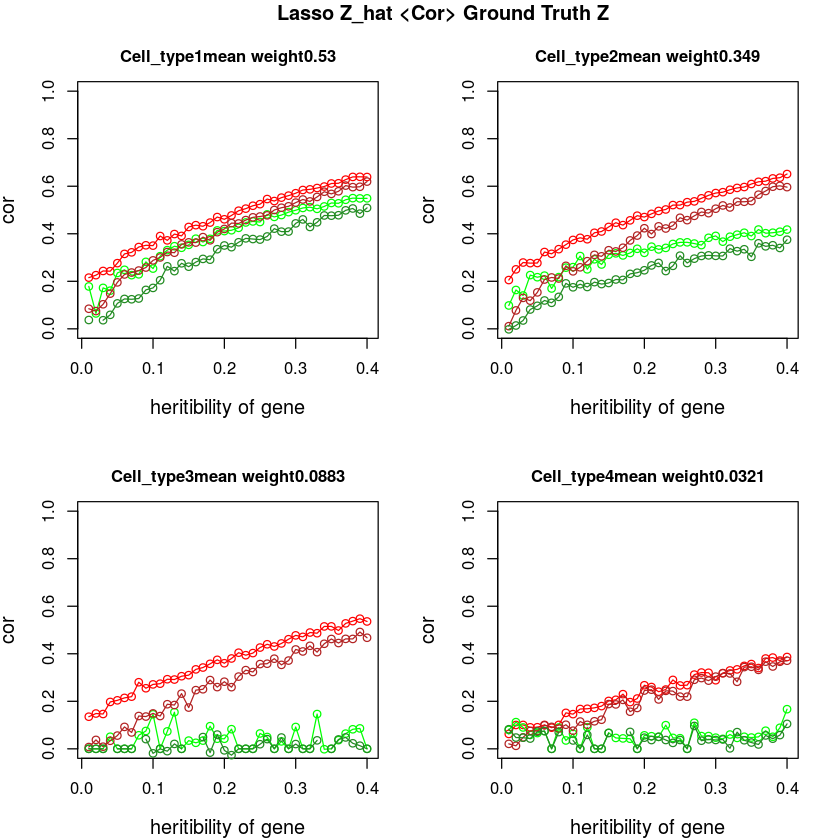 Lasso Z_hat <Cor> Ground Truth Z
Cell_type1mean weight0.53
cor
0.0 0.2 0.4 0.6 0.8 1.0
0.0 0.1 0.2 0.3 0.4
heritibility of gene
Cell_type2mean weight0.349
cor
0.0 0.2 0.4 0.6 0.8 1.0
0.0 0.1 0.2 0.3 0.4
heritibility of gene
Cell_type3mean weight0.0883
cor
0.0 0.2 0.4 0.6 0.8 1.0
0.0 0.1 0.2 0.3 0.4
heritibility of gene
Cell_type4mean weight0.0321
cor
0.0 0.2 0.4 0.6 0.8 1.0
0.0 0.1 0.2 0.3 0.4
heritibility of gene